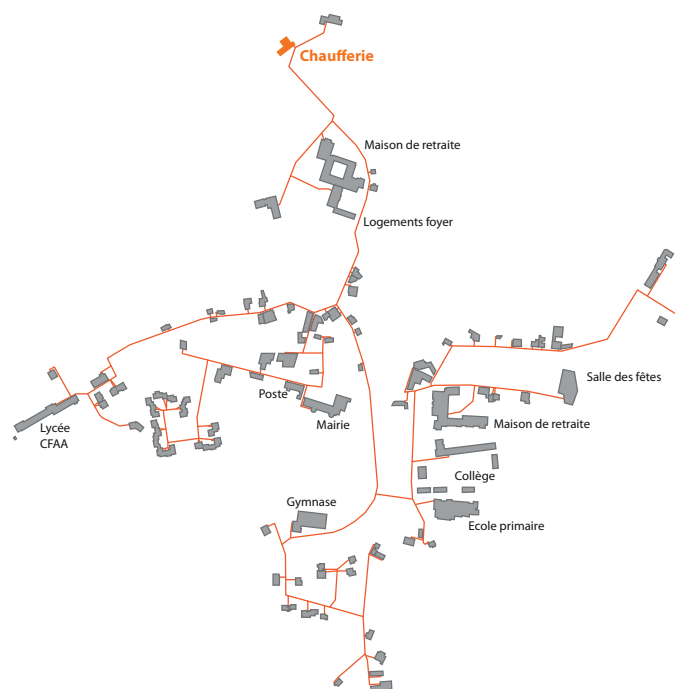 Chaufferie
Maison de retraite
Logements foyer
Salle des fêtes
Poste
Mairie
Maison de retraite
Lycée
CFAA
Collège
Gymnase
Ecole primaire